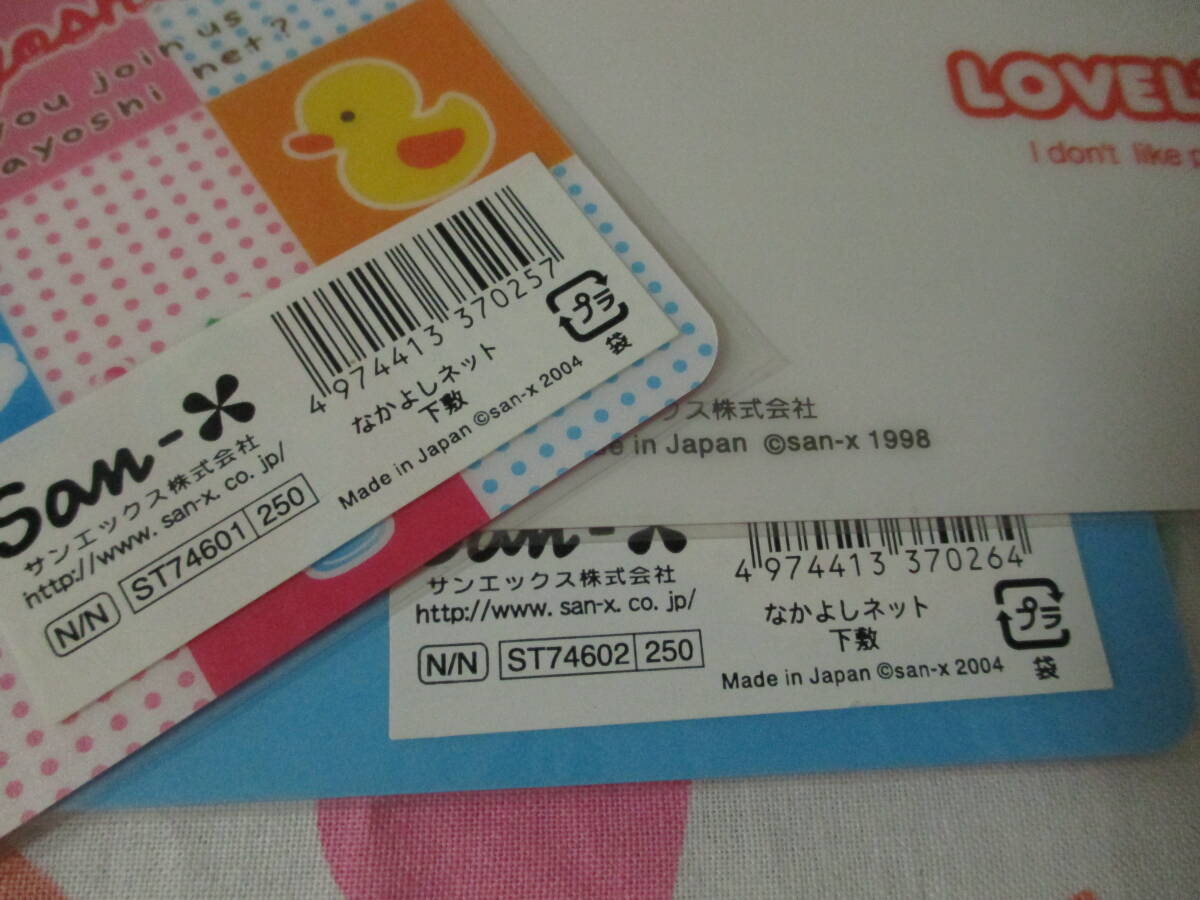 you join us
net?
LOVEL
I don't like p
4 974413 370257
プラ
袋
なかよしネット
下敷
Made in Japan ©san-x 2004
San-X
サンエックス株式会社
http://www. san-x. co. jp/
ST74601 250
N/N
クス株式会社
in Japan ©san-x 1998
4 974413 370264
サンエックス株式会社
http://www. san-x. co. jp/
なかよしネット
下敷
プラ
袋
N/N ST74602 250
Made in Japan ©san-x 2004